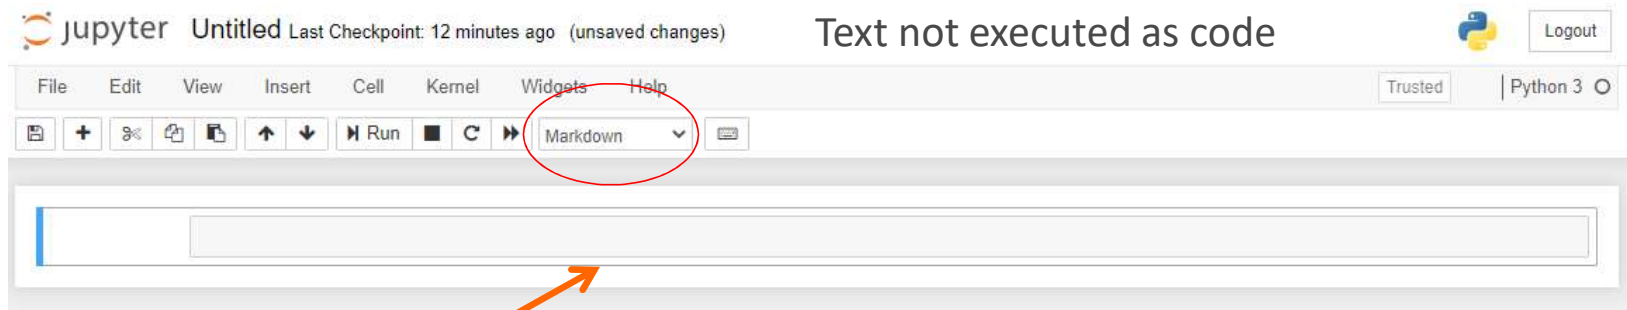 jupyter Untitled Last Checkpoint: 12 minutes ago (unsaved changes) Text not executed as code Logout
File Edit View Insert Cell Kernel Widgets Help Trusted Python 3
Run Markdown